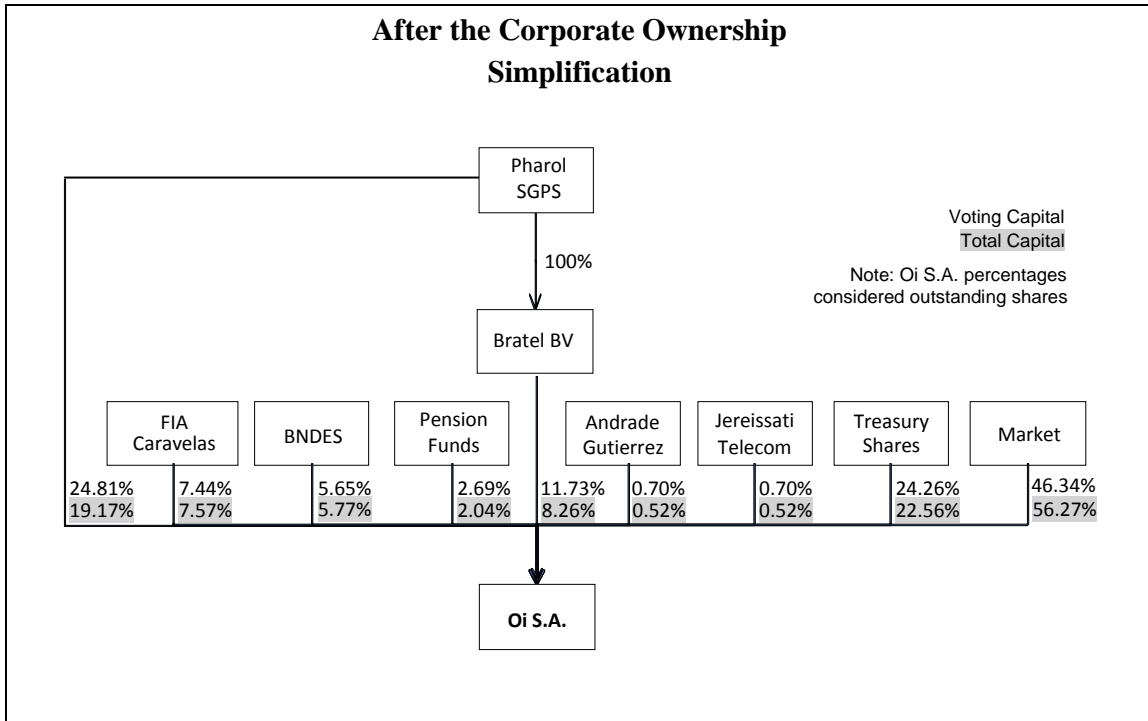 After the Corporate Ownership
Simplification
Pharol
SGPS
Voting Capital
Total Capital
Note: Oi S.A. percentages
considered outstanding shares
100%
Bratel BV
FIA
Caravelas
BNDES
Pension
Funds
Andrade
Gutierrez
Jereissati
Telecom
Treasury
Shares
Market
24.81% 7.44% 5.65% 2.69% 11.73% 0.70% 0.70% 24.26% 46.34%
19.17% 7.57% 5.77% 2.04% 8.26% 0.52% 0.52% 22.56% 56.27%
Oi S.A.